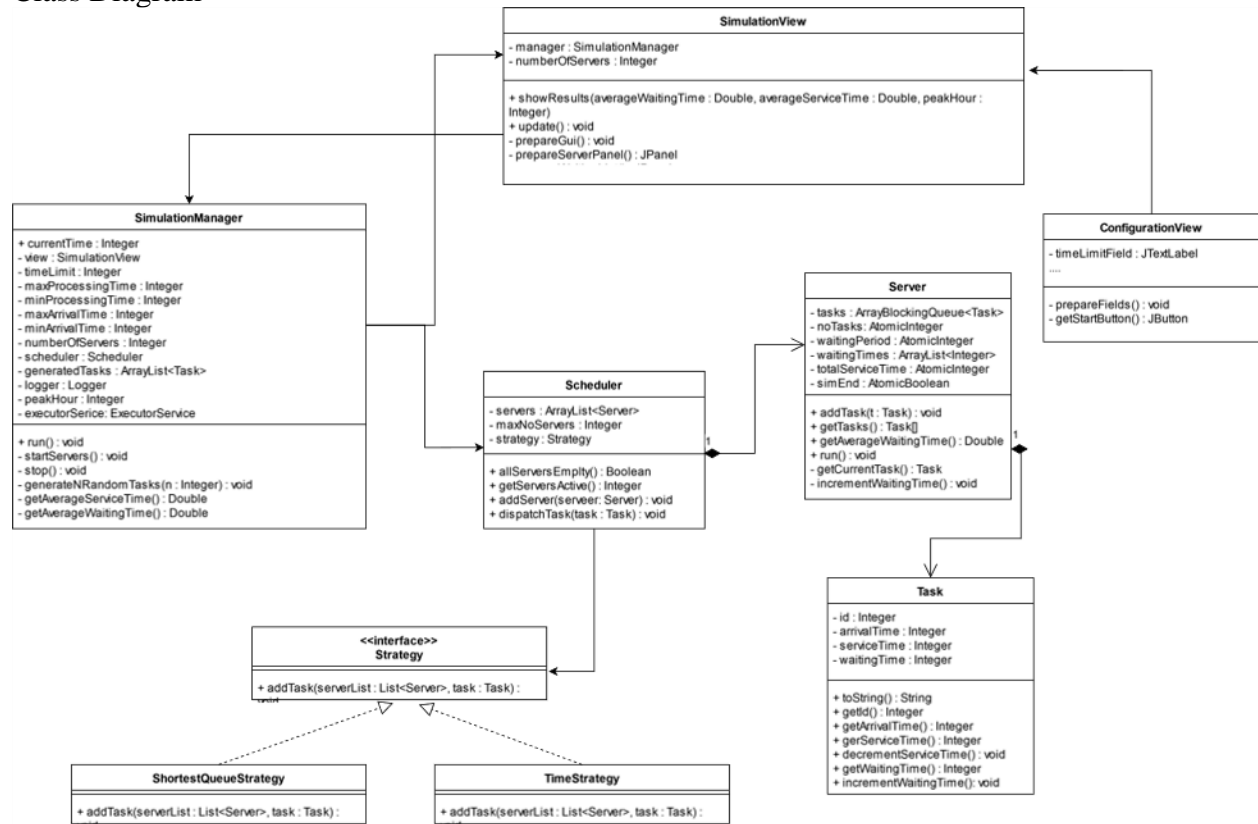 Class Diagram
SimulationView
- manager : SimulationManager
- numberOfServers : Integer
+ showResults(averageWaitingTime : Double, averageServiceTime : Double, peakHour :
Integer)
+ update() : void
- prepareGui() : void
- prepareServerPanel() : JPanel
SimulationManager
+ currentTime : Integer
- view : SimulationView
- timeLimit : Integer
- maxProcessingTime : Integer
- minProcessingTime : Integer
- maxArrivalTime : Integer
- minArrivalTime : Integer
- numberOfServers : Integer
- scheduler : Scheduler
- generatedTasks : ArrayList<Task>
- logger : Logger
- peakHour : Integer
- executorSerice: ExecutorService
+ run() : void
- startServers() : void
- stop() : void
- generateNRandomTasks(n : Integer) : void
- getAverageServiceTime() : Double
- getAverageWaitingTime() : Double
ConfigurationView
- timeLimitField : JTextLabel
....
- prepareFields() : void
- getStartButton() : JButton
Server
- tasks : ArrayBlockingQueue<Task>
- noTasks: AtomicInteger
- waitingPeriod : AtomicInteger
- waitingTimes : ArrayList<Integer>
- totalServiceTime : AtomicInteger
- simEnd : AtomicBoolean
+ addTask(t : Task) : void
+ getTasks() : Task[]
+ getAverageWaitingTime() : Double
+ run() : void
- getCurrentTask() : Task
- incrementWaitingTime() : void
1
Scheduler
- servers : ArrayList<Server>
- maxNoServers : Integer
- strategy : Strategy
+ allServersEmplty() : Boolean
+ getServersActive() : Integer
+ addServer(serveer: Server) : void
+ dispatchTask(task : Task) : void
1
Task
- id : Integer
- arrivalTime : Integer
- serviceTime : Integer
- waitingTime : Integer
+ toString() : String
+ getId() : Integer
+ getArrivalTime() : Integer
+ gerServiceTime() : Integer
+ decrementServiceTime() : void
+ getWaitingTime() : Integer
+ incrementWaitingTime(): void
<<interface>>
Strategy
+ addTask(serverList : List<Server>, task : Task) :
void
ShortestQueueStrategy
+ addTask(serverList : List<Server>, task : Task) :
TimeStrategy
+ addTask(serverList : List<Server>, task : Task) :